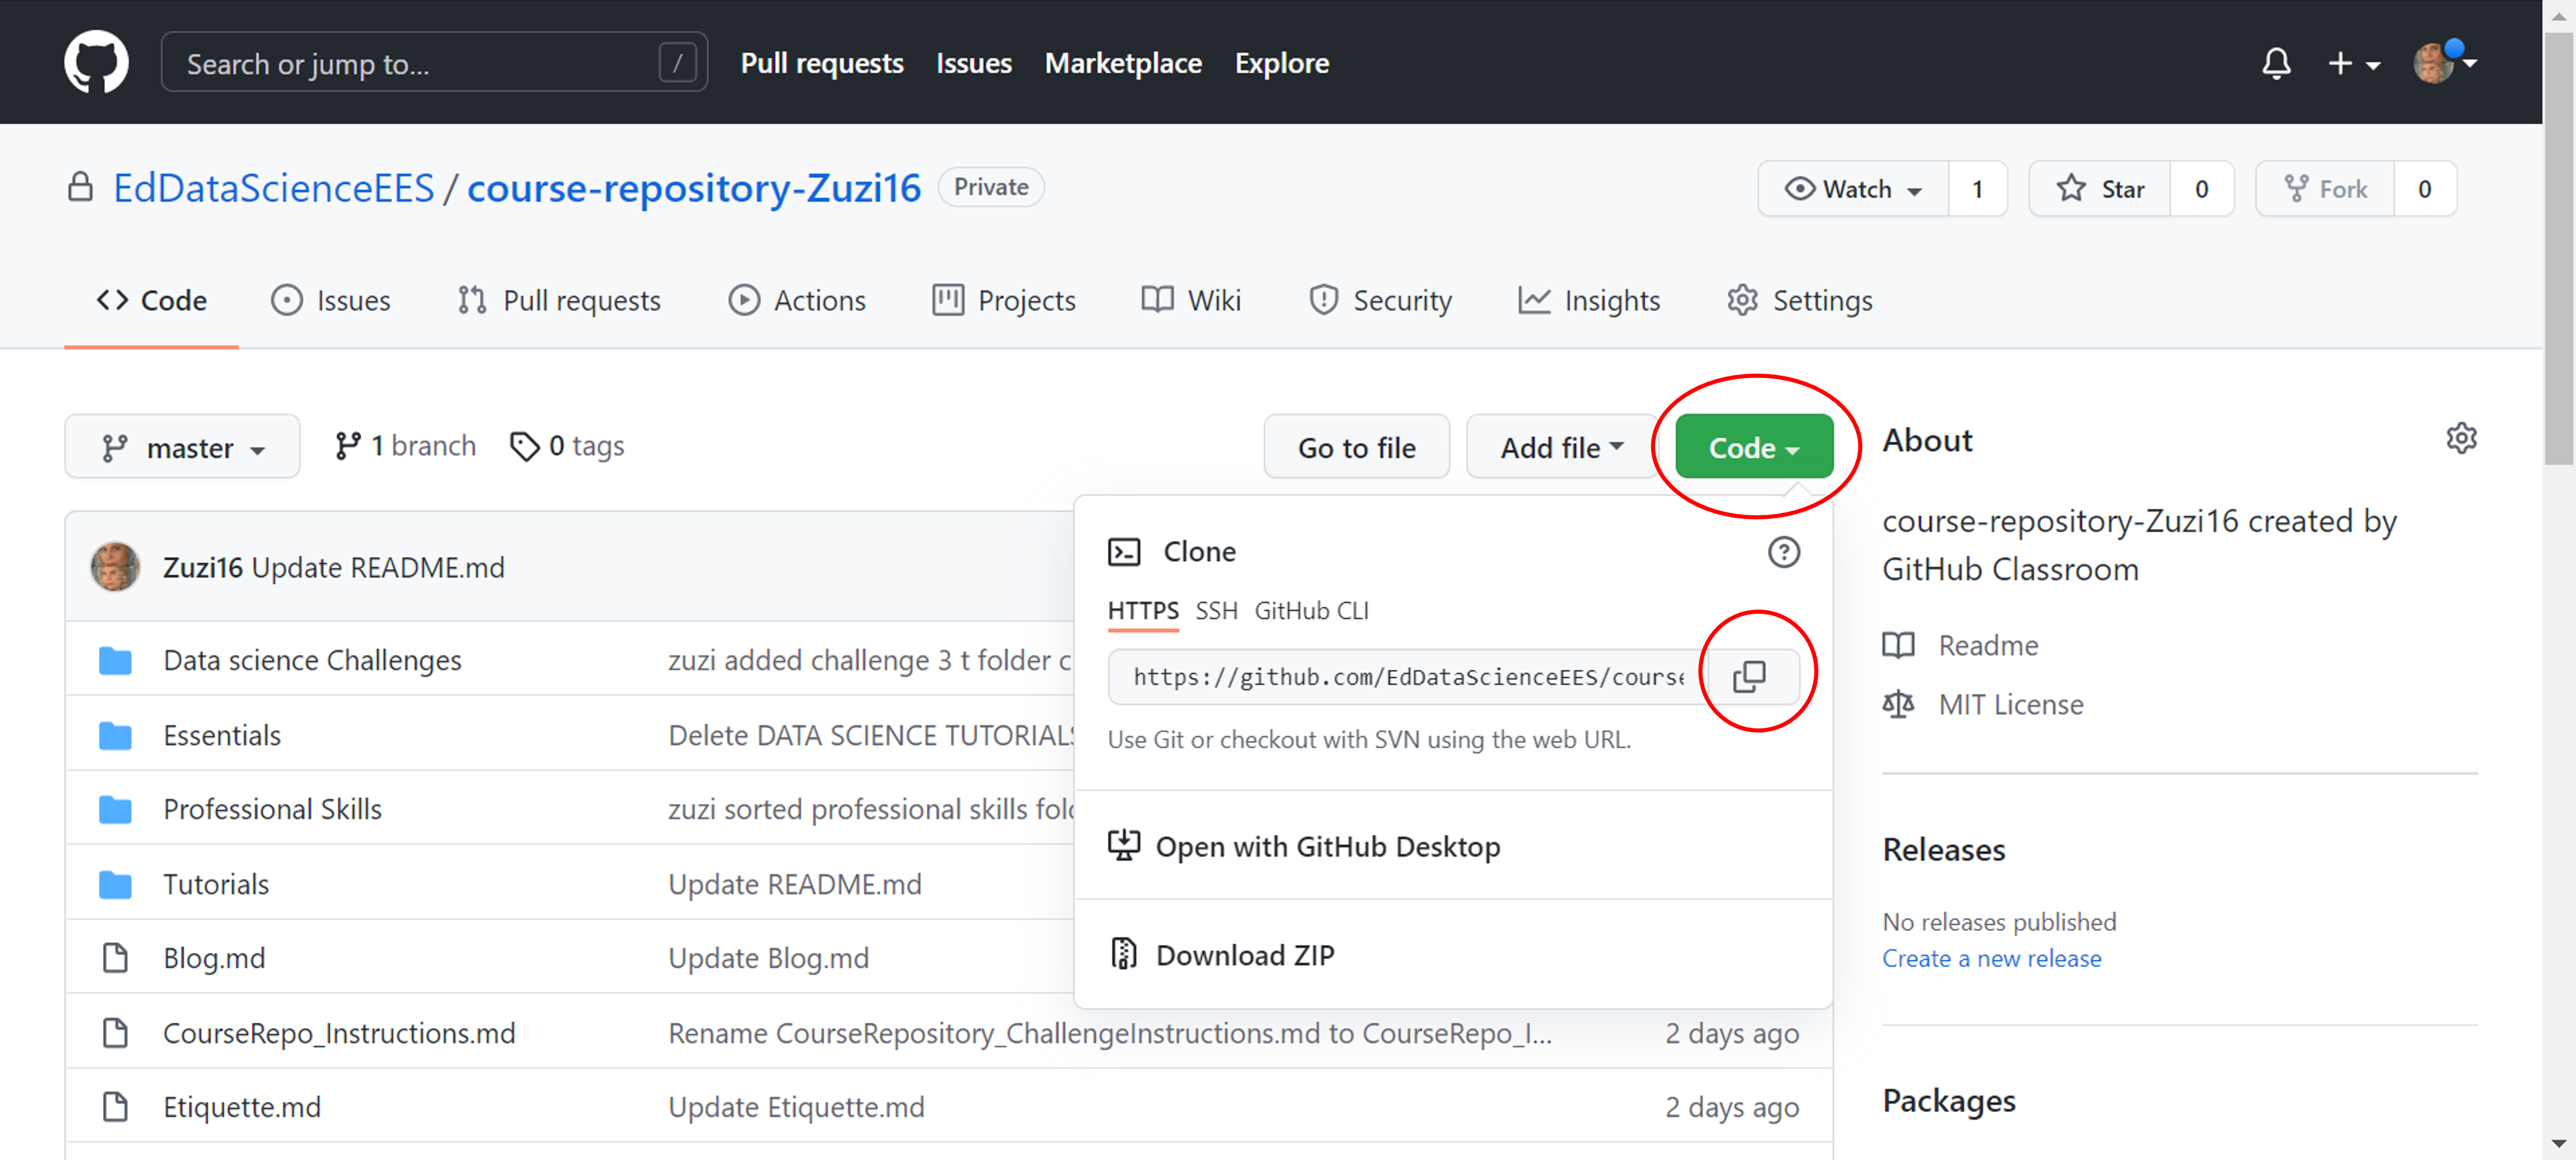 Search or jump to... /
Pull requests Issues Marketplace Explore
EdDataScienceEES / course-repository-Zuzi16 Private
Watch 1 Star 0 Fork 0
Code Issues Pull requests Actions Projects Wiki Security Insights Settings
master 1 branch 0 tags Go to file Add file Code
Zuzi16 Update README.md
Data science Challenges zuzi added challenge 3 t folder c
Essentials Delete DATA SCIENCE TUTORIALS
Professional Skills zuzi sorted professional skills fold
Tutorials Update README.md
Blog.md Update Blog.md
CourseRepo_Instructions.md Rename CourseRepository_ChallengeInstructions.md to CourseRepo_I... 2 days ago
Etiquette.md Update Etiquette.md 2 days ago
Clone
HTTPS SSH GitHub CLI
https://github.com/EdDataScienceEES/course
Use Git or checkout with SVN using the web URL.
Open with GitHub Desktop
Download ZIP
About
course-repository-Zuzi16 created by
GitHub Classroom
Readme
MIT License
Releases
No releases published
Create a new release
Packages